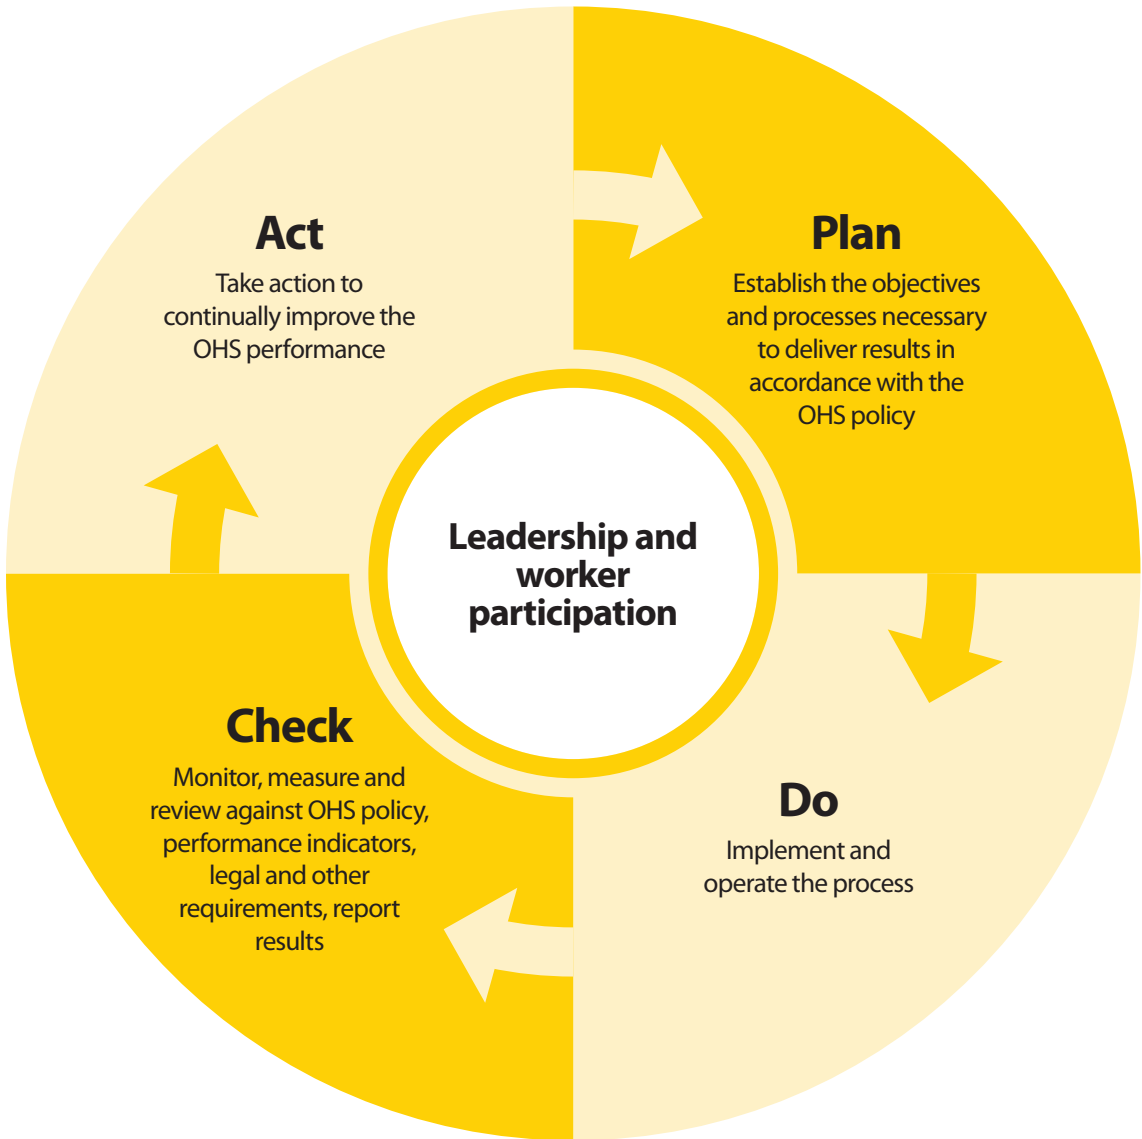 Act
Take action to
continually improve the
OHS performance
Plan
Establish the objectives
and processes necessary
to deliver results in
accordance with the
OHS policy
Leadership and
worker
participation
Check
Monitor, measure and
review against OHS policy,
performance indicators,
legal and other
requirements, report
results
Do
Implement and
operate the process